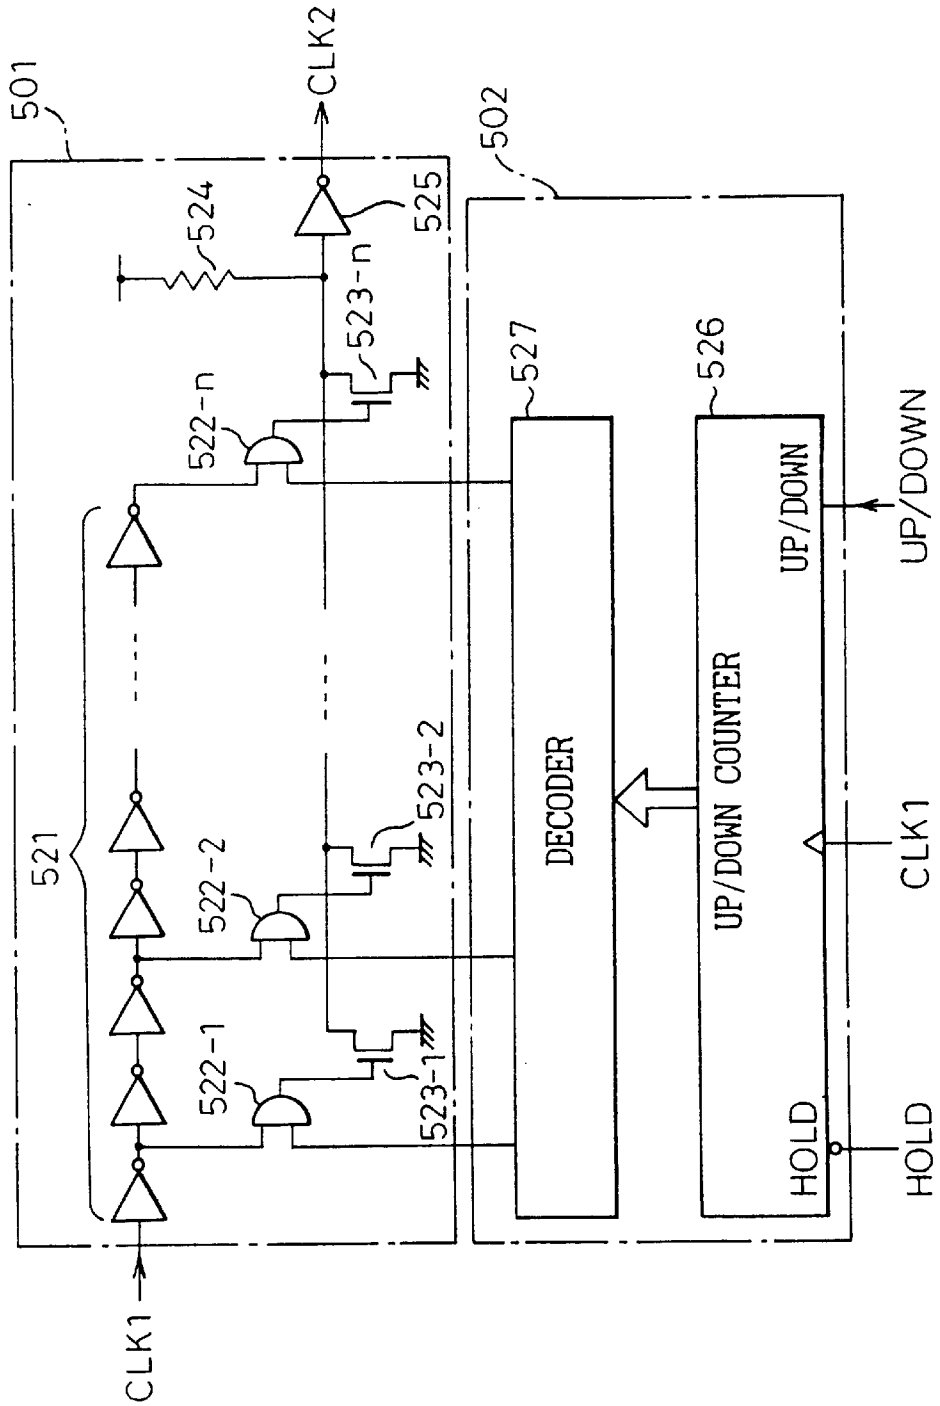 501
CLK2
521
524
522-n
523-n
525
522-1
522-2
523-1
523-2
CLK1
502
527
DECODER
526
UP/DOWN COUNTER
HOLD
UP/DOWN
HOLD
CLK1
UP/DOWN